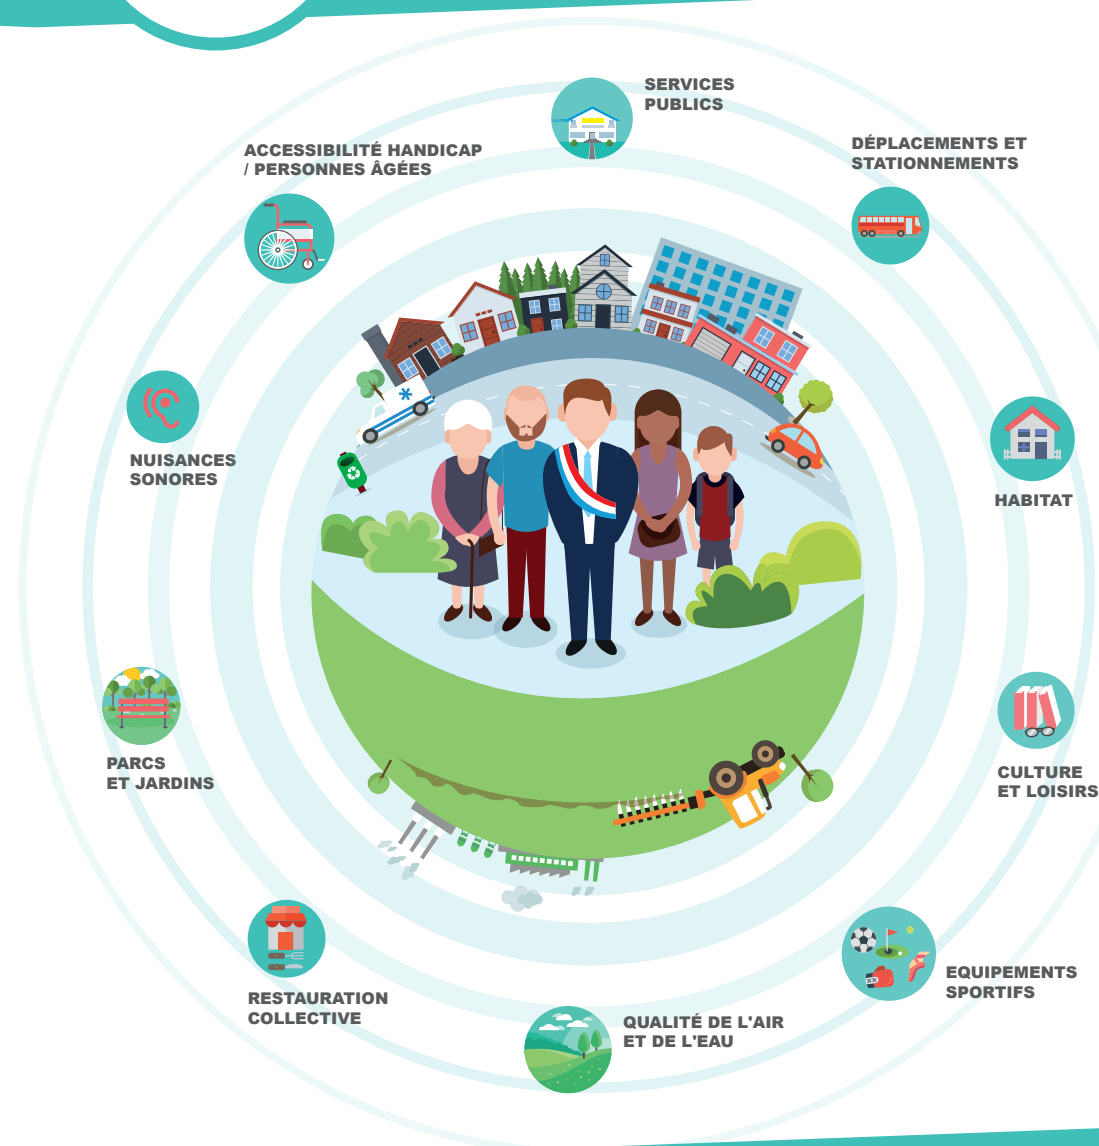 SERVICES
PUBLICS
DÉPLACEMENTS ET
STATIONNEMENTS
ACCESSIBILITÉ HANDICAP
/ PERSONNES ÂGÉES
NUISANCES
SONORES
HABITAT
PARCS
ET JARDINS
CULTURE
ET LOISIRS
RESTAURATION
COLLECTIVE
EQUIPEMENTS
SPORTIFS
QUALITÉ DE L'AIR
ET DE L'EAU